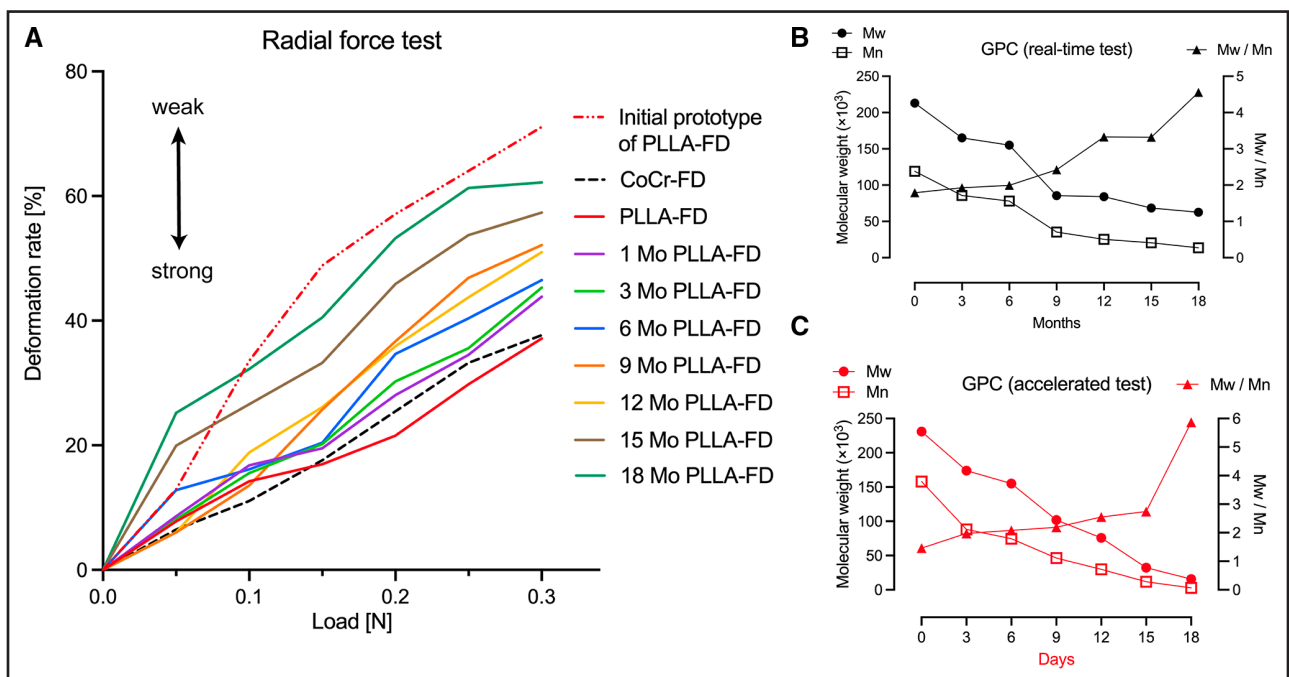 A
Radial force test
80
60
40
20
0
Deformation rate [%]
weak
strong
0.0
0.1
0.2
0.3
Load [N]
Initial prototype
of PLLA-FD
CoCr-FD
PLLA-FD
1 Mo PLLA-FD
3 Mo PLLA-FD
6 Mo PLLA-FD
9 Mo PLLA-FD
12 Mo PLLA-FD
15 Mo PLLA-FD
18 Mo PLLA-FD
B
Mw
Mn
GPC (real-time test)
Mw / Mn
250
200
150
100
50
0
Molecular weight (×10³)
5
4
3
2
1
0
Mw / Mn
0
3
6
9
12
15
18
Months
C
Mw
Mn
GPC (accelerated test)
Mw / Mn
250
200
150
100
50
0
Molecular weight (×10³)
6
5
4
3
2
1
0
Mw / Mn
0
3
6
9
12
15
18
Days